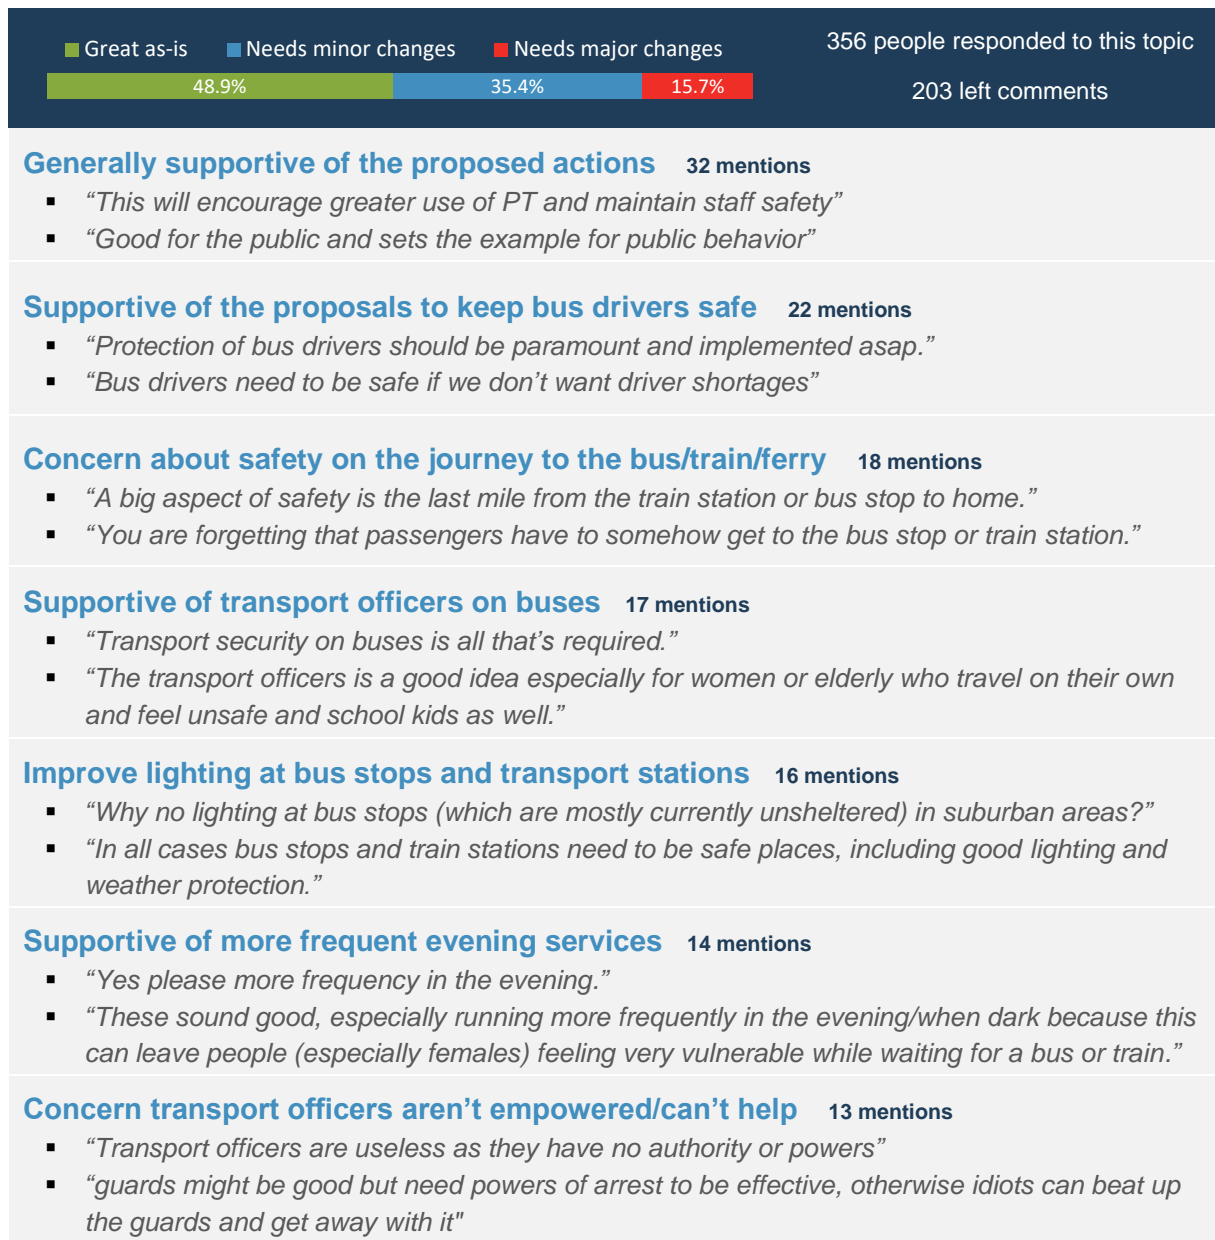 Great as-is Needs minor changes Needs major changes
48.9% 35.4% 15.7%
356 people responded to this topic
203 left comments
Generally supportive of the proposed actions 32 mentions
▪ “This will encourage greater use of PT and maintain staff safety”
▪ “Good for the public and sets the example for public behavior”
Supportive of the proposals to keep bus drivers safe 22 mentions
▪ “Protection of bus drivers should be paramount and implemented asap.”
▪ “Bus drivers need to be safe if we don’t want driver shortages”
Concern about safety on the journey to the bus/train/ferry 18 mentions
▪ “A big aspect of safety is the last mile from the train station or bus stop to home.”
▪ “You are forgetting that passengers have to somehow get to the bus stop or train station.”
Supportive of transport officers on buses 17 mentions
▪ “Transport security on buses is all that’s required.”
▪ “The transport officers is a good idea especially for women or elderly who travel on their own
and feel unsafe and school kids as well.”
Improve lighting at bus stops and transport stations 16 mentions
▪ “Why no lighting at bus stops (which are mostly currently unsheltered) in suburban areas?”
▪ “In all cases bus stops and train stations need to be safe places, including good lighting and
weather protection.”
Supportive of more frequent evening services 14 mentions
▪ “Yes please more frequency in the evening.”
▪ “These sound good, especially running more frequently in the evening/when dark because this
can leave people (especially females) feeling very vulnerable while waiting for a bus or train.”
Concern transport officers aren’t empowered/can’t help 13 mentions
▪ “Transport officers are useless as they have no authority or powers”
▪ “guards might be good but need powers of arrest to be effective, otherwise idiots can beat up
the guards and get away with it"